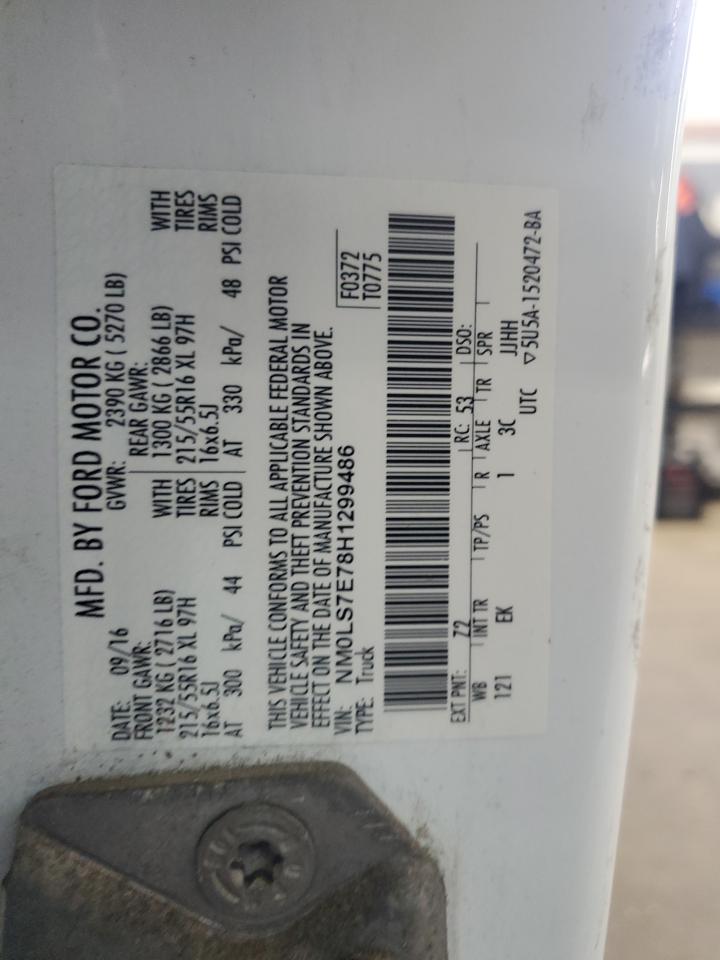 MFD. BY FORD MOTOR CO.
DATE: 09/16 GVWR: 2390 KG ( 5270 LB)
FRONT GAWR: REAR GAWR:
1232 KG ( 2716 LB) WITH 1300 KG ( 2866 LB) WITH
215/55R16 XL 97H TIRES 215/55R16 XL 97H TIRES
16x6.5J RIMS 16x6.5J RIMS
AT 300 kPa/ 44 PSI COLD AT 330 kPa/ 48 PSI COLD
THIS VEHICLE CONFORMS TO ALL APPLICABLE FEDERAL MOTOR
VEHICLE SAFETY AND THEFT PREVENTION STANDARDS IN
EFFECT ON THE DATE OF MANUFACTURE SHOWN ABOVE.
VIN: NM0LS7E78H1299486 F0372
TYPE: Truck T0775
EXT PNT: Z2 RC: 53 DSO:
WB INT TR TP/PS R AXLE TR SPR
121 EK 1 3C JJHH
UTC ▽5U5A-1520472-BA